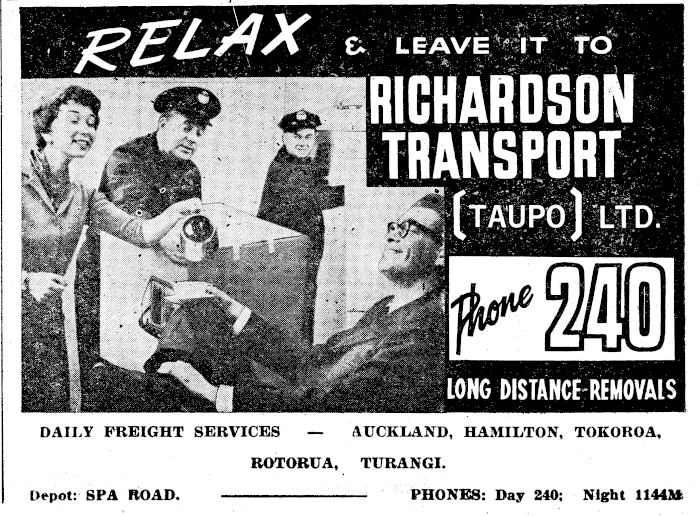 RELAX & LEAVE IT TO
RICHARDSON
TRANSPORT
(TAUPO) LTD.
Phone 240
LONG DISTANCE REMOVALS
DAILY FREIGHT SERVICES — AUCKLAND, HAMILTON, TOKOROA,
ROTORUA, TURANGI.
Depot: SPA ROAD. ———— PHONES: Day 240; Night 1144M